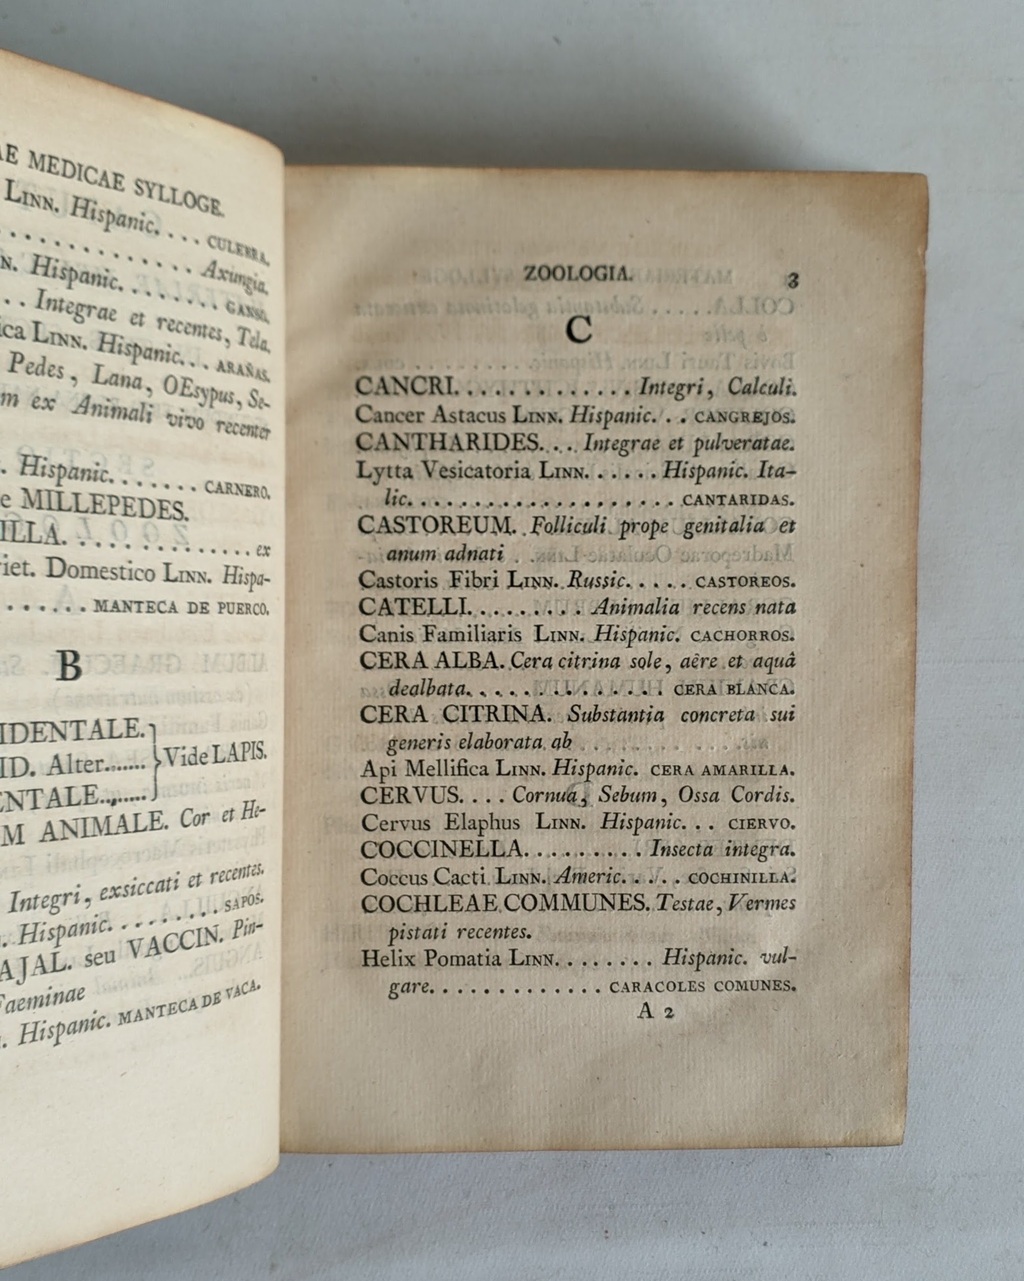 AE MEDICAE SYLLOGE.
LINN. Hispanic. . . . CULEBRA.
. . . . . . . . . . . . Axungia.
N. Hispanic. . . . . . . . GANSO.
. . Integrae et recentes, Tela.
ica LINN. Hispanic. . . ARAÑAS.
Pedes, Lana, OEsypus, Se-
m ex Animali vivo recenter
. Hispanic. . . . . . . CARNERO.
e MILLEPEDES.
ILLA. . . . . . . . . . . . . . ex
iet. Domestico LINN. Hispa-
. . . . . . MANTECA DE PUERCO.
B
IDENTALE.
ID. Alter....... } Vide LAPIS.
ENTALE........
M ANIMALE. Cor et He-
Integri, exsiccati et recentes.
. Hispanic. . . . . . . . SAPOS.
AJAL. seu VACCIN. Pin-
Faeminae
. Hispanic. MANTECA DE VACA.
ZOOLOGIA. 3
C
CANCRI. . . . . . . . . . . . . Integri, Calculi.
Cancer Astacus LINN. Hispanic. . . CANGREJOS.
CANTHARIDES. . . . Integrae et pulveratae.
Lytta Vesicatoria LINN. . . . . . Hispanic. Ita-
lic. . . . . . . . . . . . . . . . . . . . CANTARIDAS.
CASTOREUM. . Folliculi prope genitalia et
anum adnati . .
Castoris Fibri LINN. Russic. . . . . CASTOREOS.
CATELLI. . . . . . . . . Animalia recens nata
Canis Familiaris LINN. Hispanic. CACHORROS.
CERA ALBA. Cera citrina sole, aëre et aquâ
dealbata. . . . . . . . . . . . . . CERA BLANCA.
CERA CITRINA. Substantia concreta sui
generis elaborata ab
Api Mellifica LINN. Hispanic. CERA AMARILLA.
CERVUS. . . . Cornua, Sebum, Ossa Cordis.
Cervus Elaphus LINN. Hispanic. . . CIERVO.
COCCINELLA. . . . . . . . . Insecta integra.
Coccus Cacti LINN. Americ. . . . . COCHINILLA.
COCHLEAE COMMUNES. Testae, Vermes
pistati recentes.
Helix Pomatia LINN. . . . . . . Hispanic. vul-
gare. . . . . . . . . . . . . CARACOLES COMUNES.
A 2